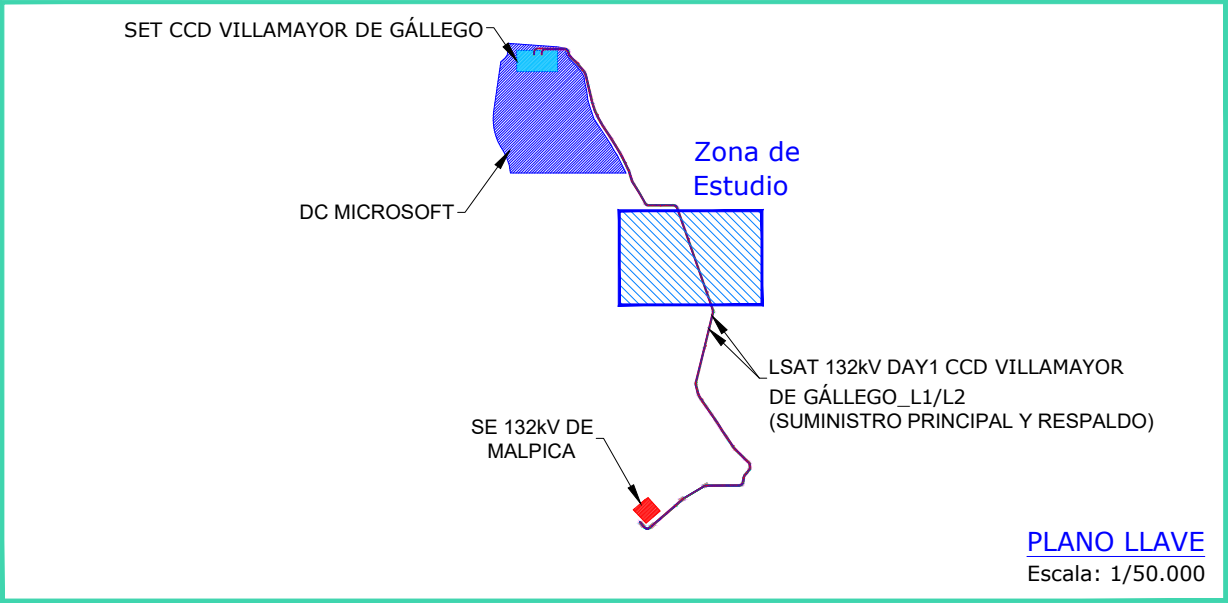 SET CCD VILLAMAYOR DE GÁLLEGO
Zona de
Estudio
DC MICROSOFT
LSAT 132kV DAY1 CCD VILLAMAYOR
DE GÁLLEGO_L1/L2
(SUMINISTRO PRINCIPAL Y RESPALDO)
SE 132kV DE
MALPICA
PLANO LLAVE
Escala: 1/50.000